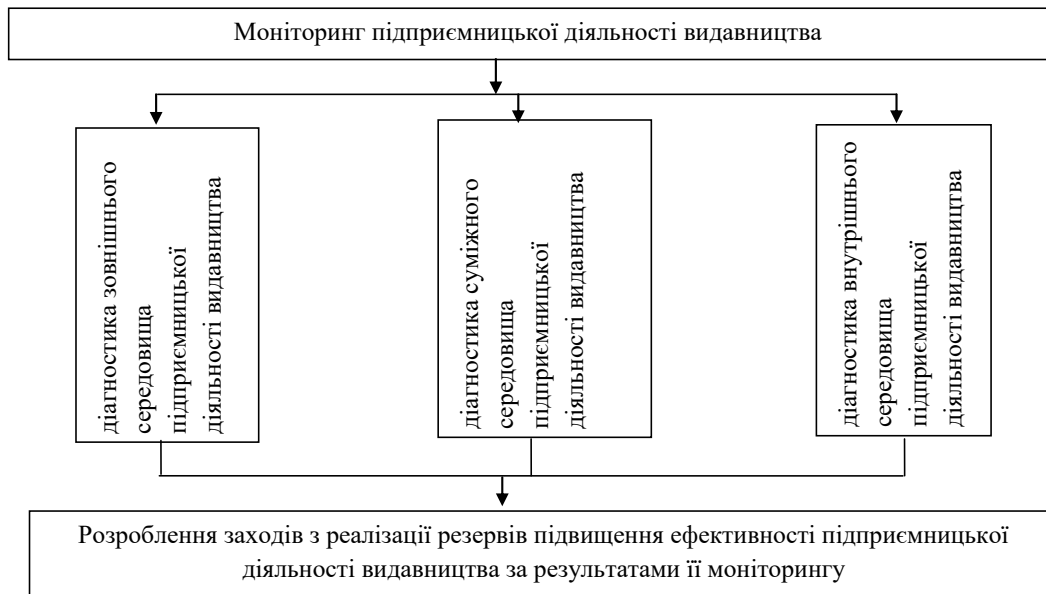 Моніторинг підприємницької діяльності видавництва
діагностика зовнішнього
середовища
підприємницької
діяльності видавництва
діагностика суміжного
середовища
підприємницької
діяльності видавництва
діагностика внутрішнього
середовища
підприємницької
діяльності видавництва
Розроблення заходів з реалізації резервів підвищення ефективності підприємницької
діяльності видавництва за результатами її моніторингу